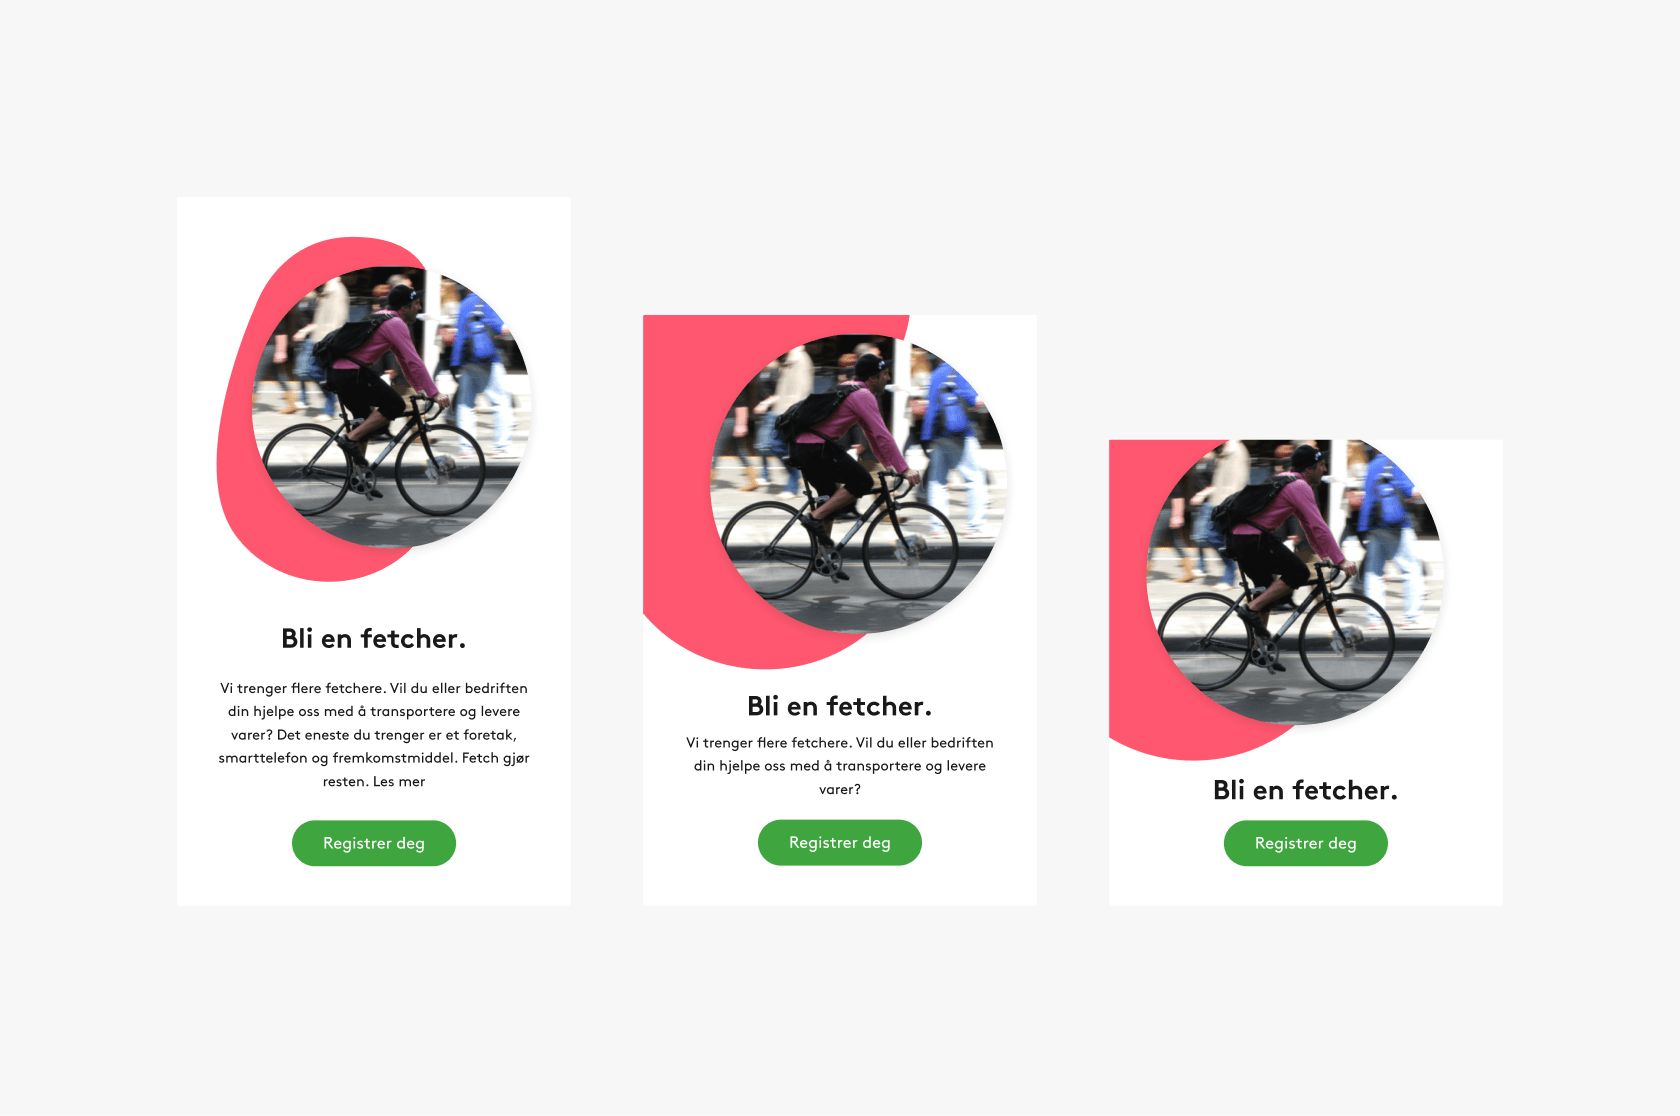 Bli en fetcher.
Vi trenger flere fetchere. Vil du eller bedriften
din hjelpe oss med å transportere og levere
varer? Det eneste du trenger er et foretak,
smarttelefon og fremkomstmiddel. Fetch gjør
resten. Les mer
Registrer deg
Bli en fetcher.
Vi trenger flere fetchere. Vil du eller bedriften
din hjelpe oss med å transportere og levere
varer?
Registrer deg
Bli en fetcher.
Registrer deg